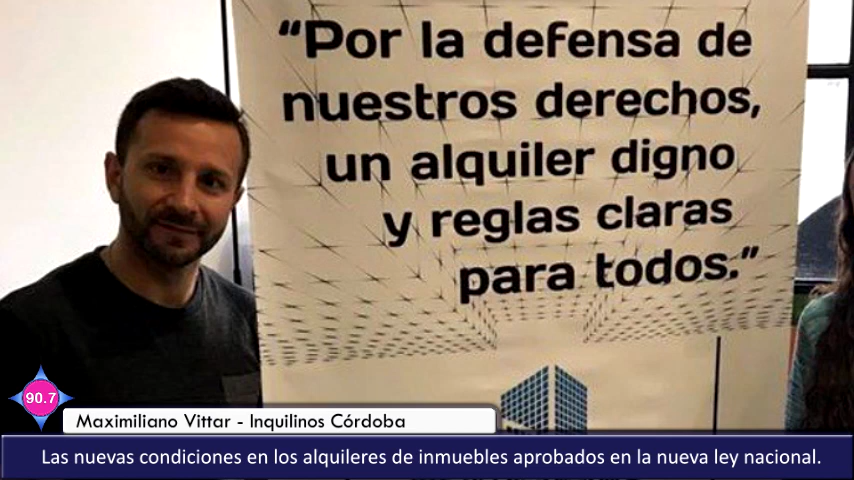 “Por la defensa de
nuestros derechos,
un alquiler digno
y reglas claras
para todos.”
90.7
Maximiliano Vittar - Inquilinos Córdoba
Las nuevas condiciones en los alquileres de inmuebles aprobados en la nueva ley nacional.